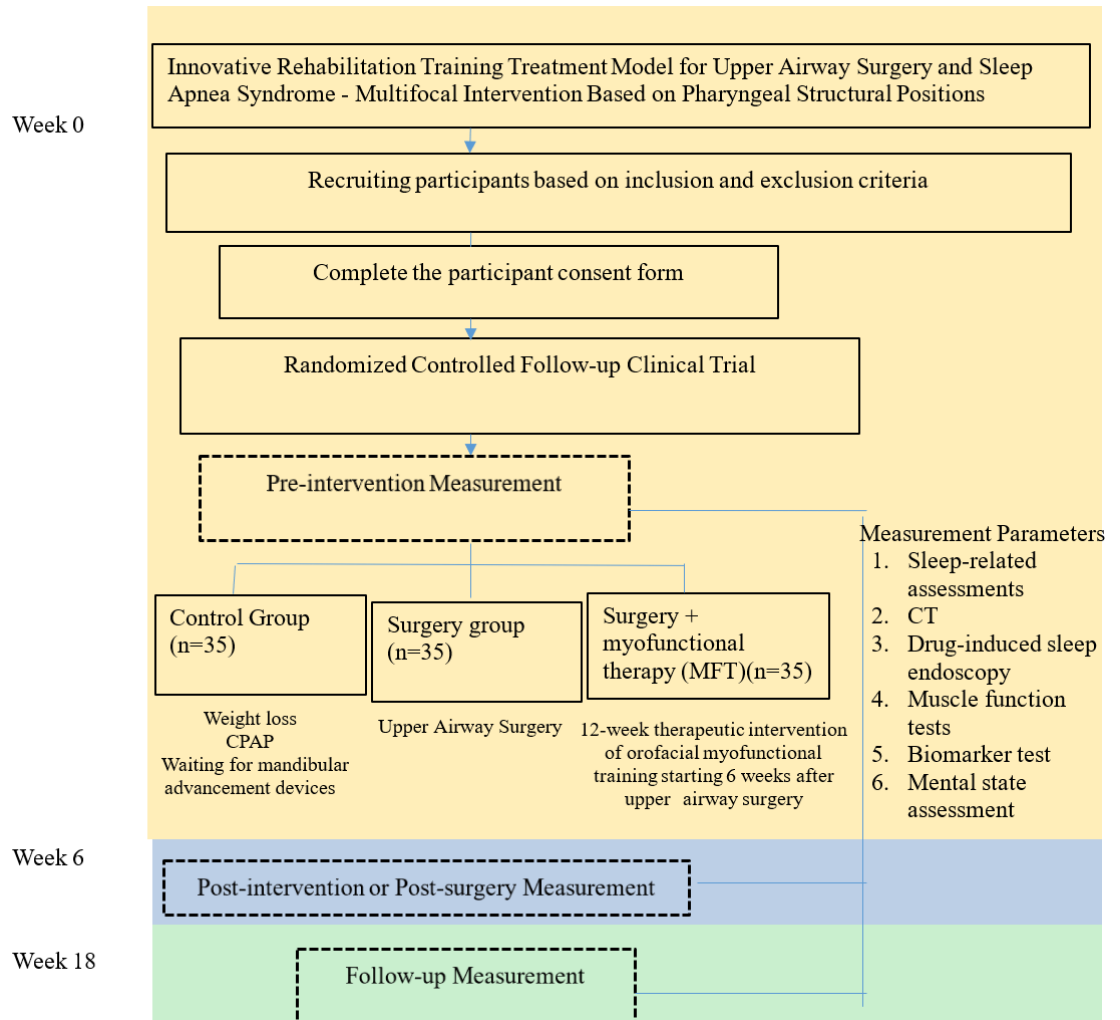 Innovative Rehabilitation Training Treatment Model for Upper Airway Surgery and Sleep
Apnea Syndrome - Multifocal Intervention Based on Pharyngeal Structural Positions
Week 0
Recruiting participants based on inclusion and exclusion criteria
Complete the participant consent form
Randomized Controlled Follow-up Clinical Trial
Pre-intervention Measurement
Measurement Parameters
1. Sleep-related
assessments
2. CT
3. Drug-induced sleep
endoscopy
4. Muscle function
tests
5. Biomarker test
6. Mental state
assessment
Control Group
(n=35)
Weight loss
CPAP
Waiting for mandibular
advancement devices
Surgery group
(n=35)
Upper Airway Surgery
Surgery +
myofunctional
therapy (MFT)(n=35)
12-week therapeutic intervention
of orofacial myofunctional
training starting 6 weeks after
upper airway surgery
Week 6
Post-intervention or Post-surgery Measurement
Week 18
Follow-up Measurement